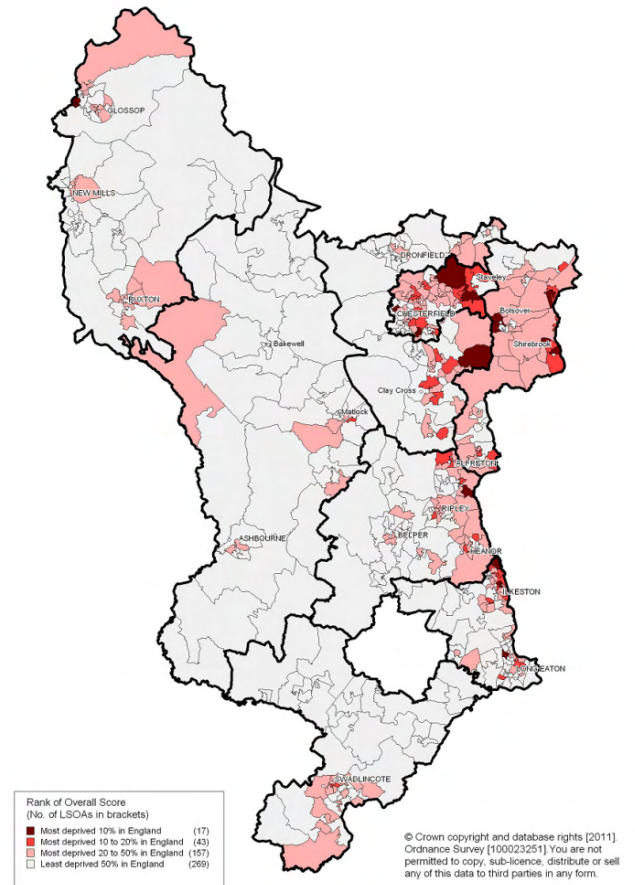 GLOSSOP
NEW MILLS
BUXTON
DRONFIELD
Staveley
CHESTERFIELD
Bolsover
Shirebrook
Bakewell
Clay Cross
Matlock
ALFRETON
RIPLEY
BELPER
ASHBOURNE
HEANOR
ILKESTON
LONG EATON
SWADLINCOTE
Rank of Overall Score
(No. of LSOAs in brackets)
Most deprived 10% in England (17)
Most deprived 10 to 20% in England (43)
Most deprived 20 to 50% in England (157)
Least deprived 50% in England (269)
© Crown copyright and database rights [2011].
Ordnance Survey [100023251].You are not
permitted to copy, sub-licence, distribute or sell
any of this data to third parties in any form.